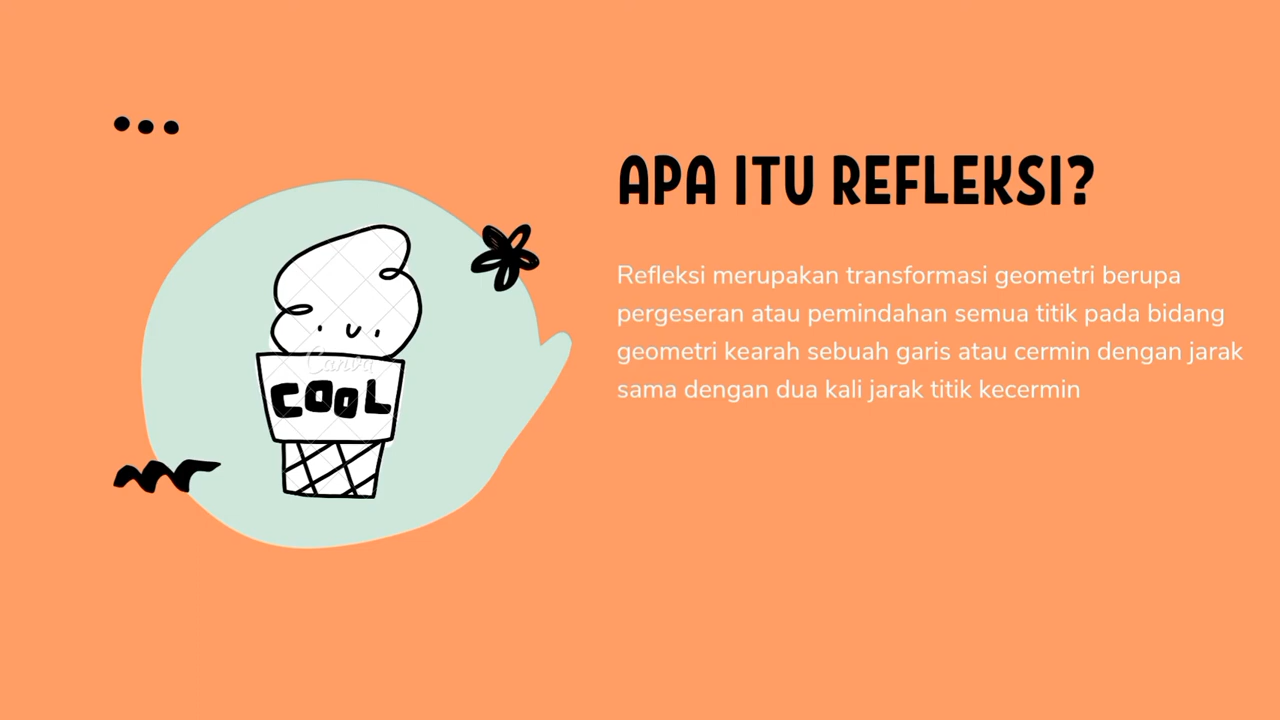 APA ITU REFLEKSI?
Refleksi merupakan transformasi geometri berupa
pergeseran atau pemindahan semua titik pada bidang
geometri kearah sebuah garis atau cermin dengan jarak
sama dengan dua kali jarak titik kecermin
Canva
COOL